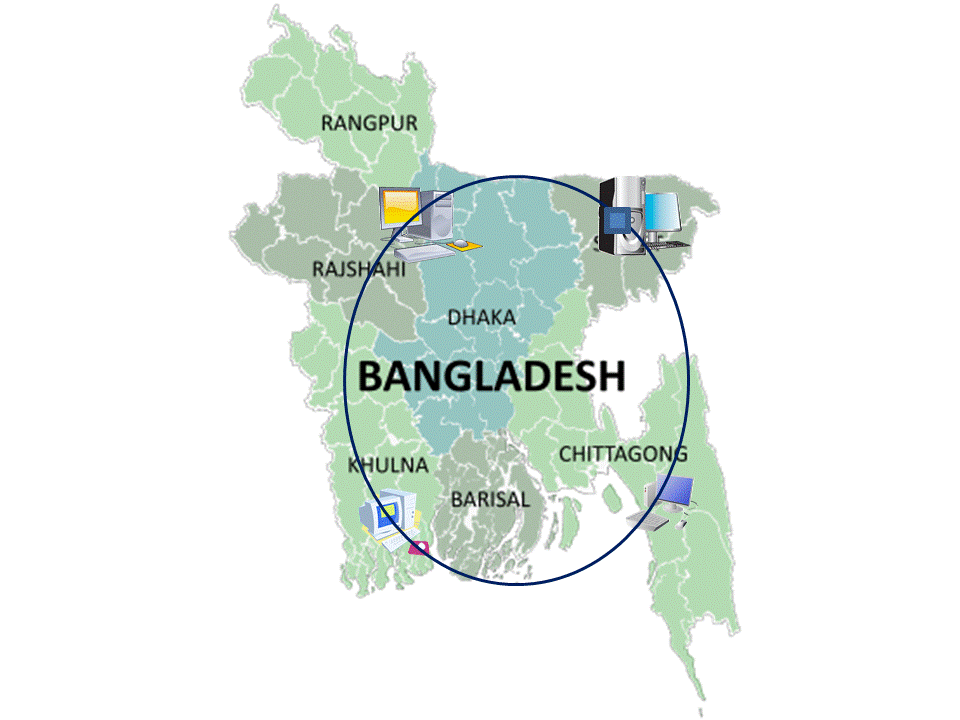 RANGPUR
RAJSHAHI
DHAKA
BANGLADESH
KHULNA
CHITTAGONG
BARISAL